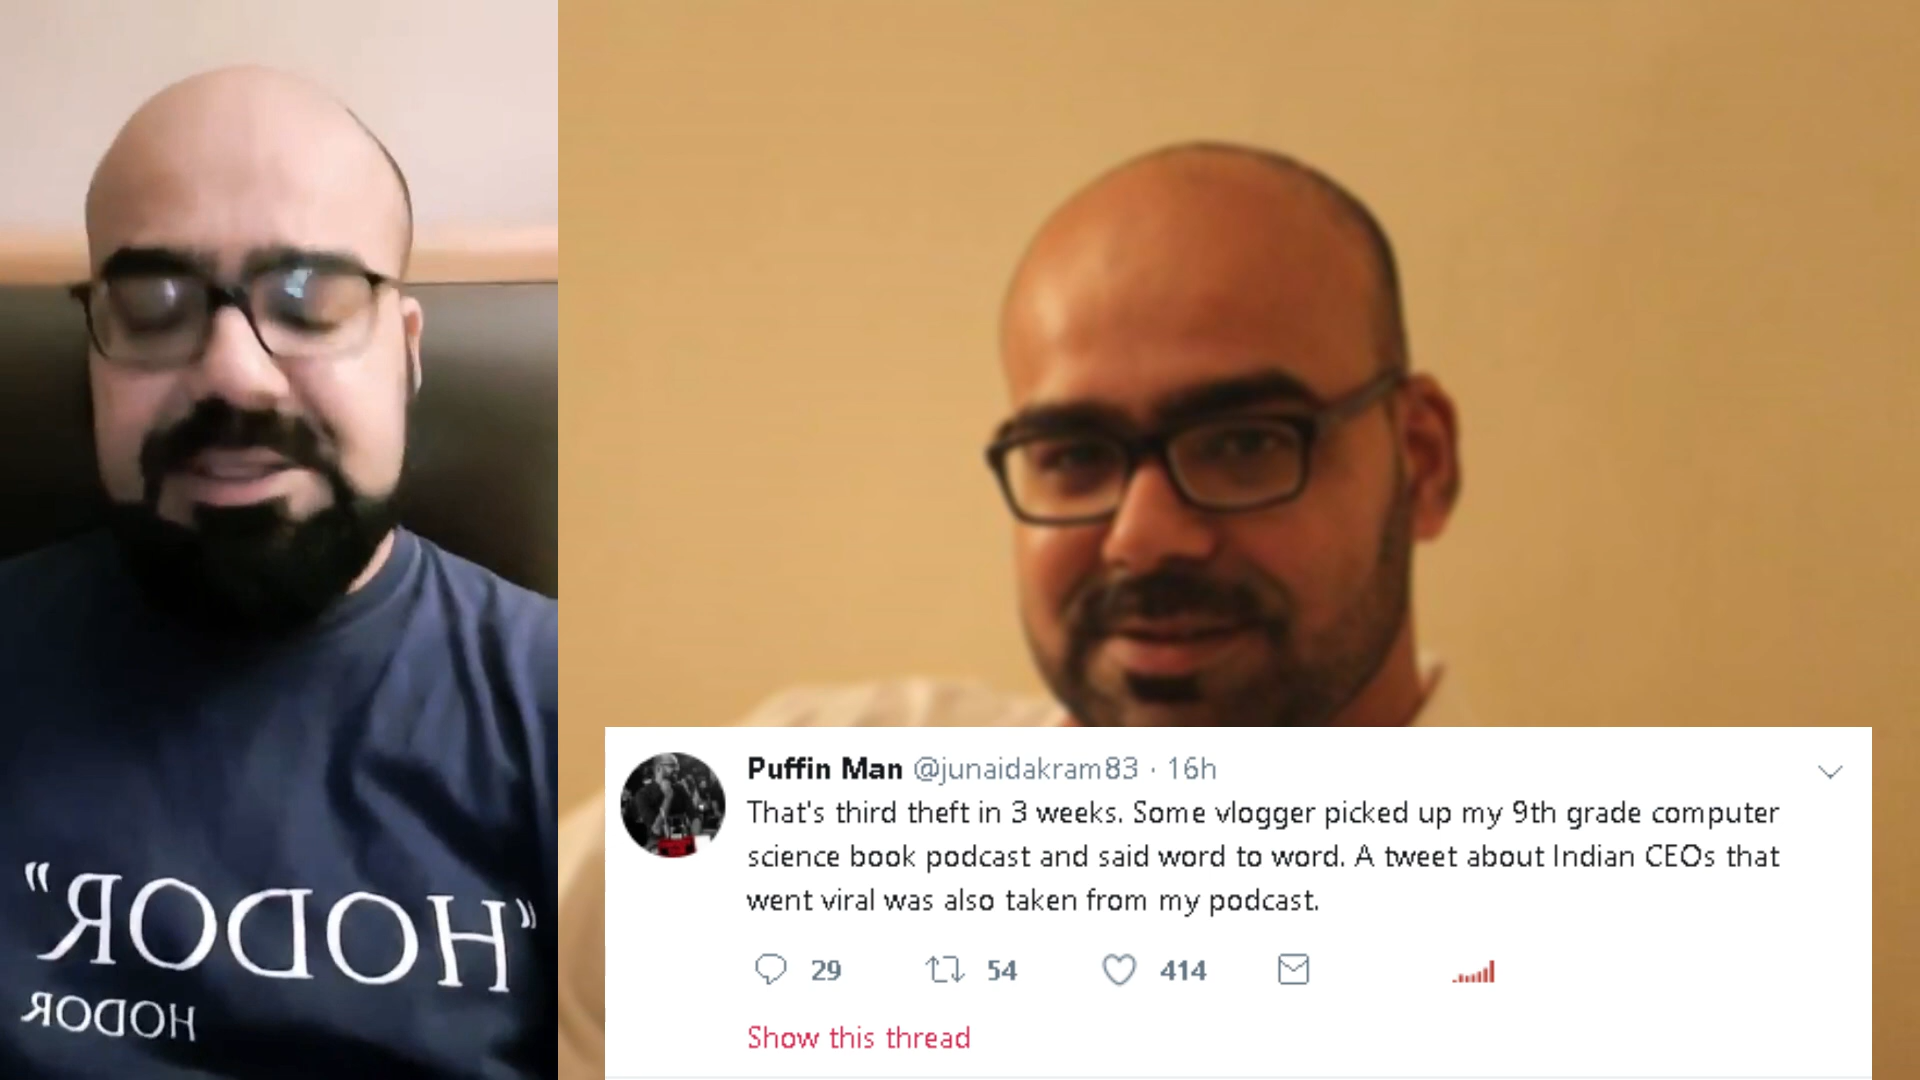 "HODOR"
HODOR
Puffin Man @junaidakram83 · 16h
That's third theft in 3 weeks. Some vlogger picked up my 9th grade computer
science book podcast and said word to word. A tweet about Indian CEOs that
went viral was also taken from my podcast.
29 54 414
Show this thread